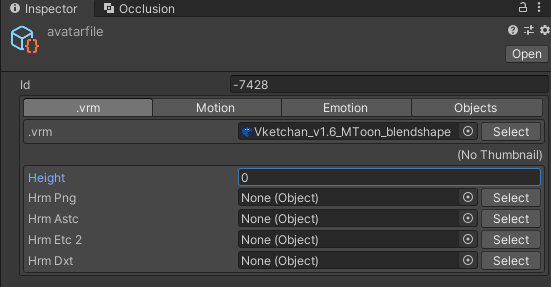 Inspector
Occlusion
avatarfile
Open
Id
-7428
.vrm
Motion
Emotion
Objects
.vrm
Vketchan_v1.6_MToon_blendshape
Select
(No Thumbnail)
Height
0
Hrm Png
None (Object)
Select
Hrm Astc
None (Object)
Select
Hrm Etc 2
None (Object)
Select
Hrm Dxt
None (Object)
Select